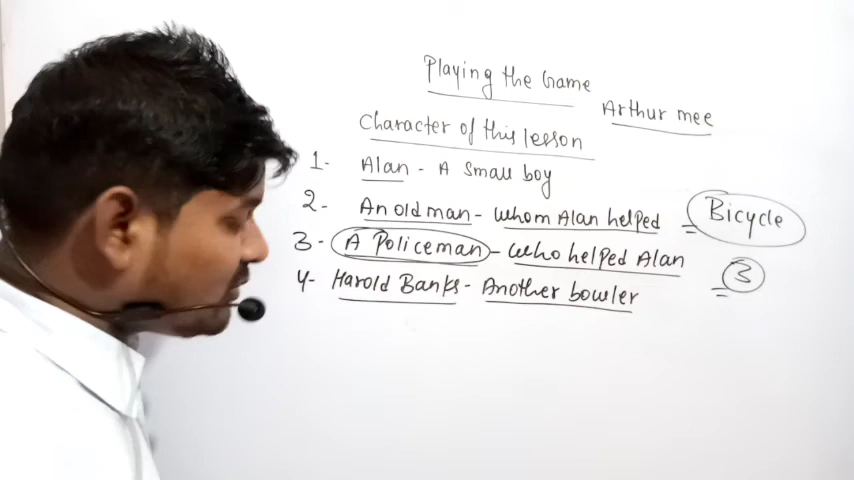 Playing the Game
Arthur mee
Character of this lesson
1- Alan - A Small boy
2- An old man - whom Alan helped = Bicycle
3- A Policeman - who helped Alan
= 3
4- Harold Banks - Another bowler